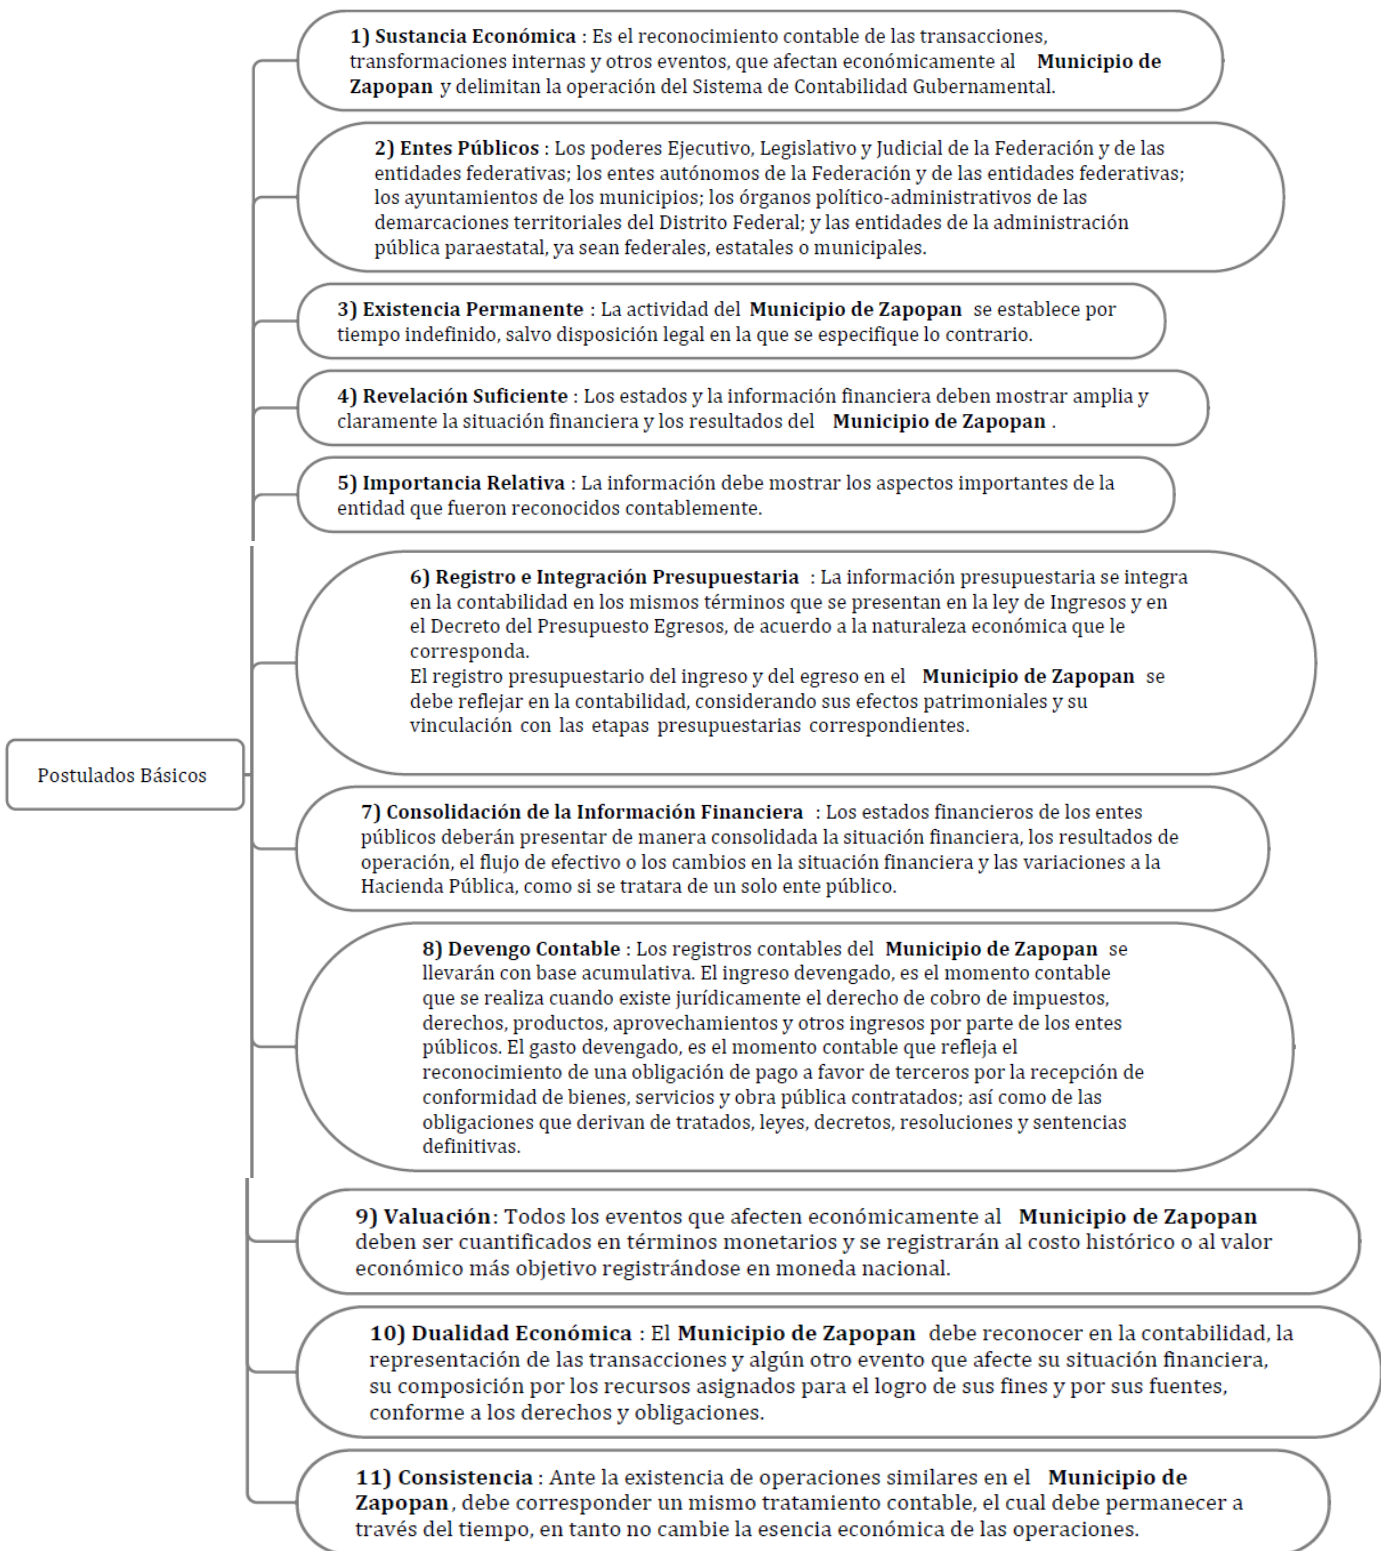 1) Sustancia Económica : Es el reconocimiento contable de las transacciones,
transformaciones internas y otros eventos, que afectan económicamente al Municipio de
Zapopan y delimitan la operación del Sistema de Contabilidad Gubernamental.
2) Entes Públicos : Los poderes Ejecutivo, Legislativo y Judicial de la Federación y de las
entidades federativas; los entes autónomos de la Federación y de las entidades federativas;
los ayuntamientos de los municipios; los órganos político-administrativos de las
demarcaciones territoriales del Distrito Federal; y las entidades de la administración
pública paraestatal, ya sean federales, estatales o municipales.
3) Existencia Permanente : La actividad del Municipio de Zapopan se establece por
tiempo indefinido, salvo disposición legal en la que se especifique lo contrario.
4) Revelación Suficiente : Los estados y la información financiera deben mostrar amplia y
claramente la situación financiera y los resultados del Municipio de Zapopan .
5) Importancia Relativa : La información debe mostrar los aspectos importantes de la
entidad que fueron reconocidos contablemente.
6) Registro e Integración Presupuestaria : La información presupuestaria se integra
en la contabilidad en los mismos términos que se presentan en la ley de Ingresos y en
el Decreto del Presupuesto Egresos, de acuerdo a la naturaleza económica que le
corresponda.
El registro presupuestario del ingreso y del egreso en el Municipio de Zapopan se
debe reflejar en la contabilidad, considerando sus efectos patrimoniales y su
vinculación con las etapas presupuestarias correspondientes.
Postulados Básicos
7) Consolidación de la Información Financiera : Los estados financieros de los entes
públicos deberán presentar de manera consolidada la situación financiera, los resultados de
operación, el flujo de efectivo o los cambios en la situación financiera y las variaciones a la
Hacienda Pública, como si se tratara de un solo ente público.
8) Devengo Contable : Los registros contables del Municipio de Zapopan se
llevarán con base acumulativa. El ingreso devengado, es el momento contable
que se realiza cuando existe jurídicamente el derecho de cobro de impuestos,
derechos, productos, aprovechamientos y otros ingresos por parte de los entes
públicos. El gasto devengado, es el momento contable que refleja el
reconocimiento de una obligación de pago a favor de terceros por la recepción de
conformidad de bienes, servicios y obra pública contratados; así como de las
obligaciones que derivan de tratados, leyes, decretos, resoluciones y sentencias
definitivas.
9) Valuación: Todos los eventos que afecten económicamente al Municipio de Zapopan
deben ser cuantificados en términos monetarios y se registrarán al costo histórico o al valor
económico más objetivo registrándose en moneda nacional.
10) Dualidad Económica : El Municipio de Zapopan debe reconocer en la contabilidad, la
representación de las transacciones y algún otro evento que afecte su situación financiera,
su composición por los recursos asignados para el logro de sus fines y por sus fuentes,
conforme a los derechos y obligaciones.
11) Consistencia : Ante la existencia de operaciones similares en el Municipio de
Zapopan, debe corresponder un mismo tratamiento contable, el cual debe permanecer a
través del tiempo, en tanto no cambie la esencia económica de las operaciones.